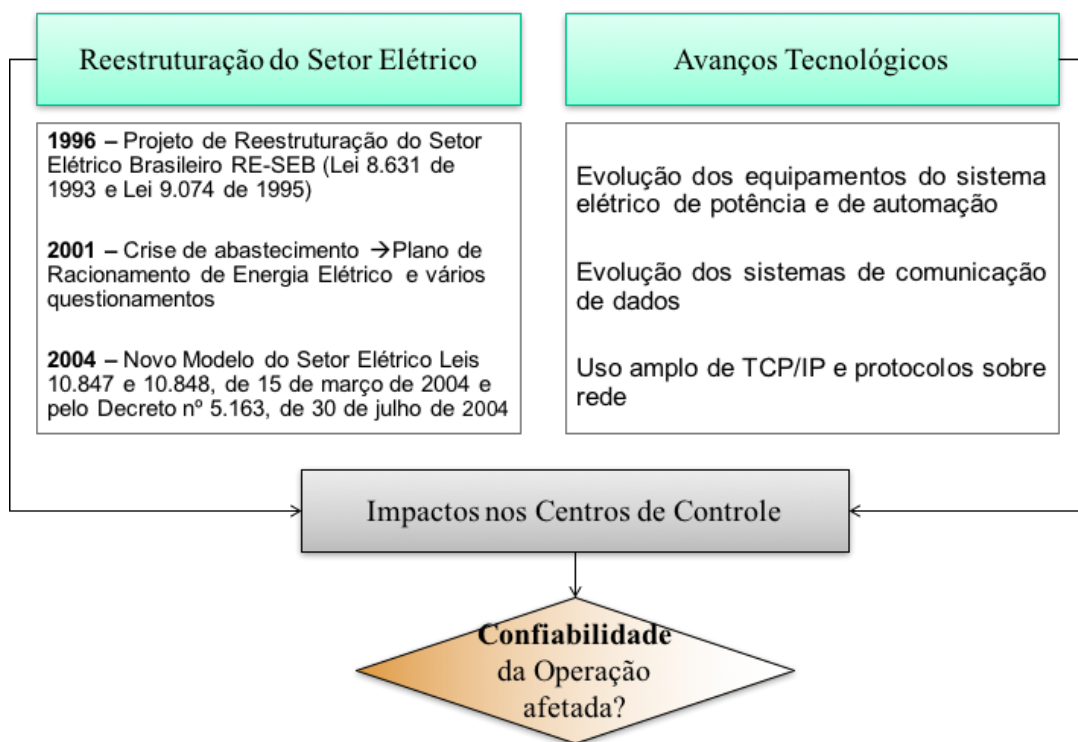 Reestruturação do Setor Elétrico
1996 – Projeto de Reestruturação do Setor
Elétrico Brasileiro RE-SEB (Lei 8.631 de
1993 e Lei 9.074 de 1995)
2001 – Crise de abastecimento →Plano de
Racionamento de Energia Elétrico e vários
questionamentos
2004 – Novo Modelo do Setor Elétrico Leis
10.847 e 10.848, de 15 de março de 2004 e
pelo Decreto nº 5.163, de 30 de julho de 2004
Avanços Tecnológicos
Evolução dos equipamentos do sistema
elétrico de potência e de automação
Evolução dos sistemas de comunicação
de dados
Uso amplo de TCP/IP e protocolos sobre
rede
Impactos nos Centros de Controle
Confiabilidade
da Operação
afetada?